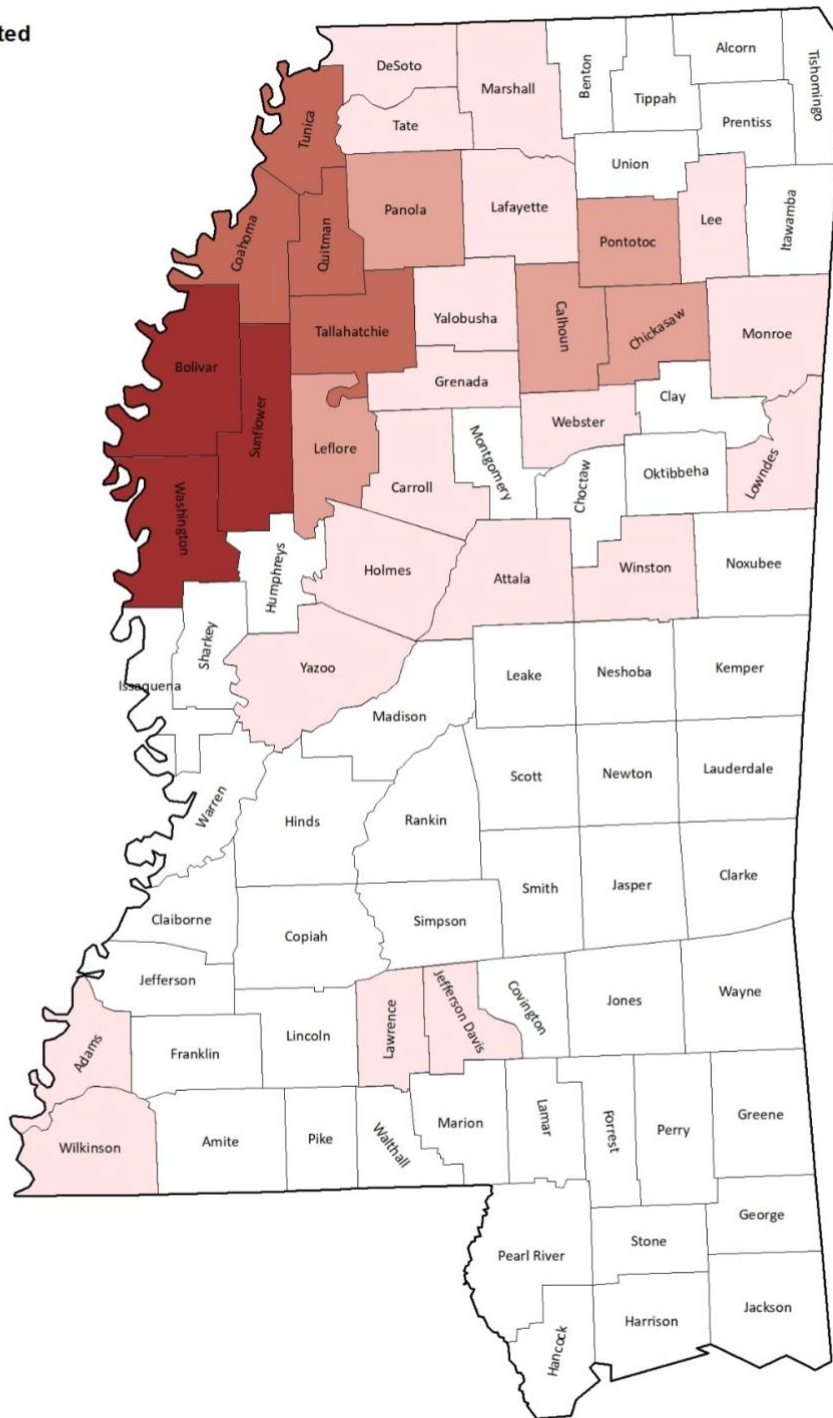 DeSoto
Marshall
Benton
Tippah
Alcorn
Tishomingo
Prentiss
Tate
Tunica
Union
Panola
Lafayette
Lee
Itawamba
Coahoma
Quitman
Pontotoc
Tallahatchie
Yalobusha
Calhoun
Chickasaw
Monroe
Bolivar
Grenada
Clay
Sunflower
Leflore
Webster
Carroll
Montgomery
Choctaw
Oktibbeha
Lowndes
Washington
Humphreys
Holmes
Attala
Winston
Noxubee
Sharkey
Issaquena
Yazoo
Leake
Neshoba
Kemper
Madison
Warren
Hinds
Rankin
Scott
Newton
Lauderdale
Smith
Jasper
Clarke
Claiborne
Copiah
Simpson
Jefferson
Lawrence
Jefferson Davis
Covington
Jones
Wayne
Adams
Franklin
Lincoln
Wilkinson
Amite
Pike
Walthall
Marion
Lamar
Forrest
Perry
Greene
Pearl River
Stone
George
Hancock
Harrison
Jackson